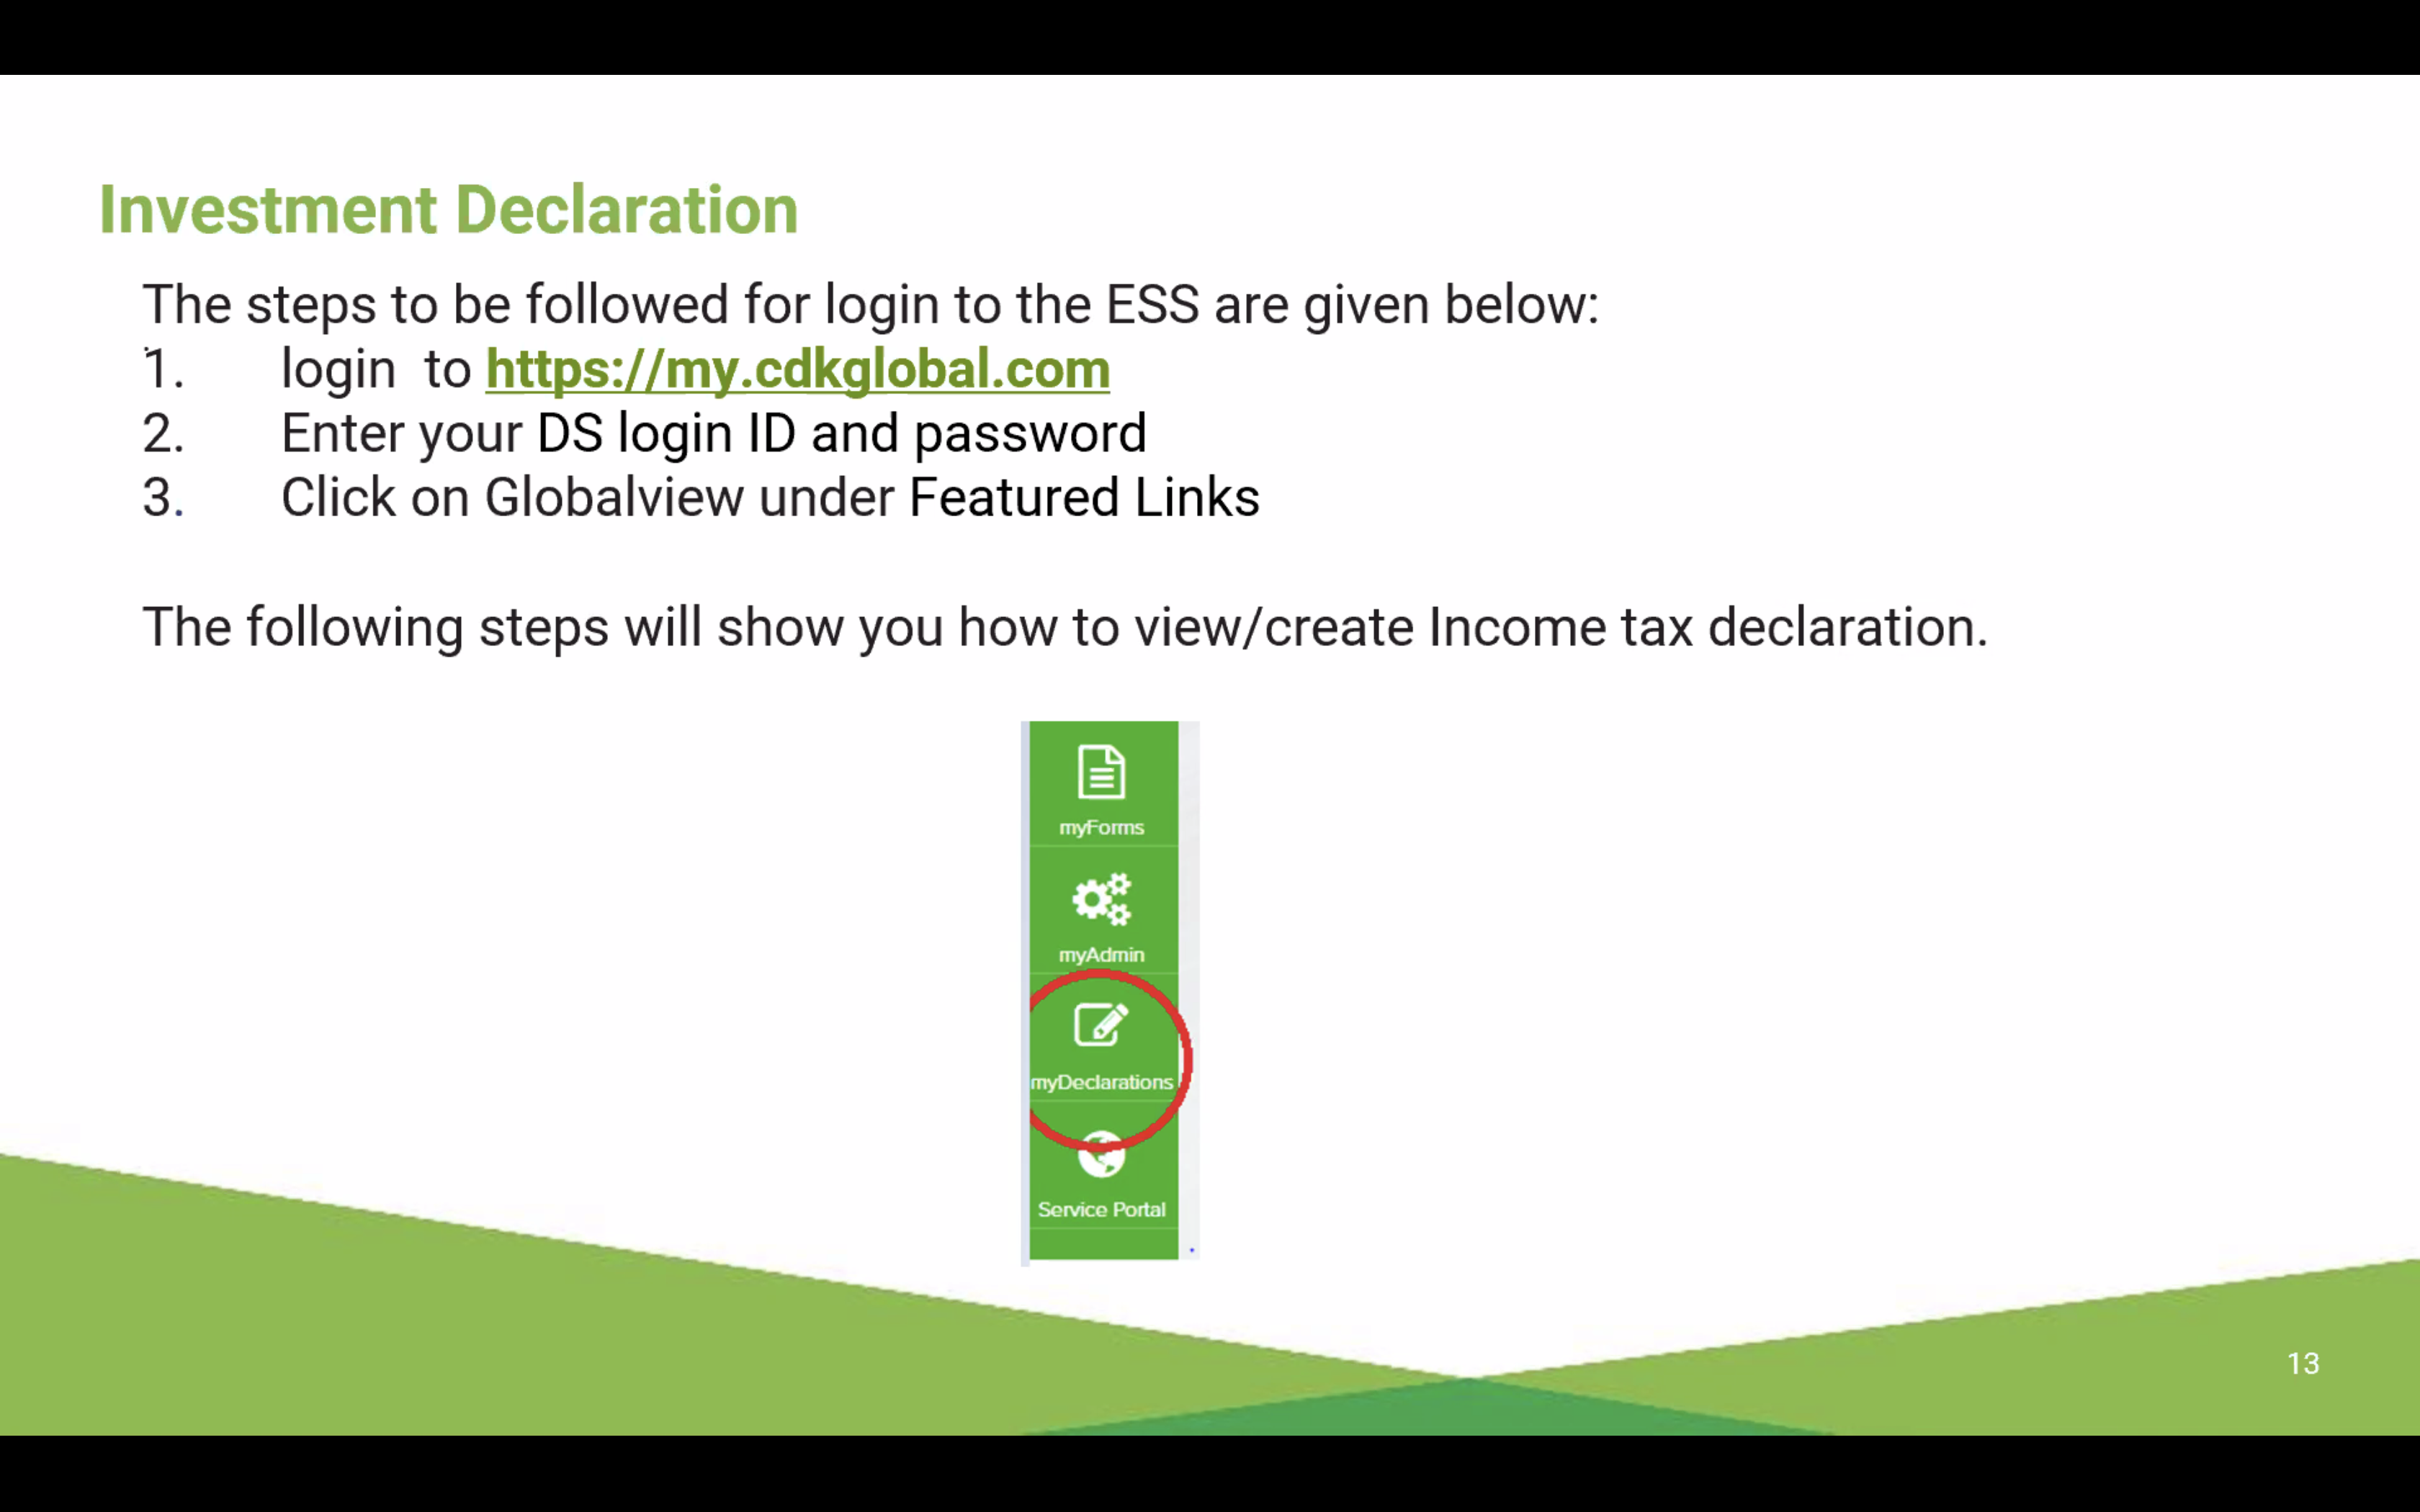 Investment Declaration
The steps to be followed for login to the ESS are given below:
1. login to https://my.cdkglobal.com
2. Enter your DS login ID and password
3. Click on Globalview under Featured Links
The following steps will show you how to view/create Income tax declaration.
myForms
myAdmin
myDeclarations
Service Portal
13